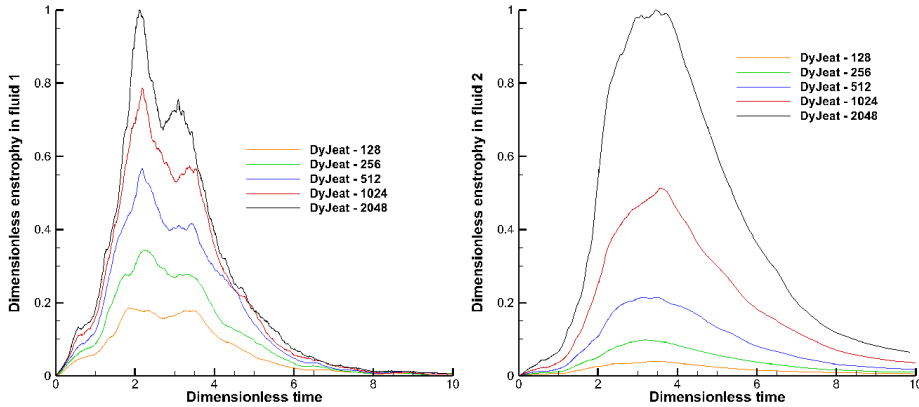 Dimensionless enstrophy in fluid 1
1
0.8
0.6
0.4
0.2
0
0
2
4
6
8
10
Dimensionless time
DyJeat - 128
DyJeat - 256
DyJeat - 512
DyJeat - 1024
DyJeat - 2048
Dimensionless enstrophy in fluid 2
1
0.8
0.6
0.4
0.2
0
0
2
4
6
8
10
Dimensionless time
DyJeat - 128
DyJeat - 256
DyJeat - 512
DyJeat - 1024
DyJeat - 2048